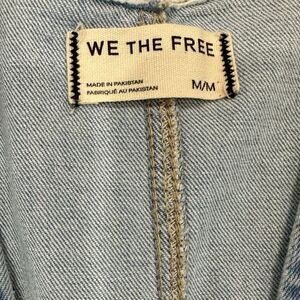 WE THE FREE
MADE IN PAKISTAN
FABRIQUÉ AU PAKISTAN
M/M